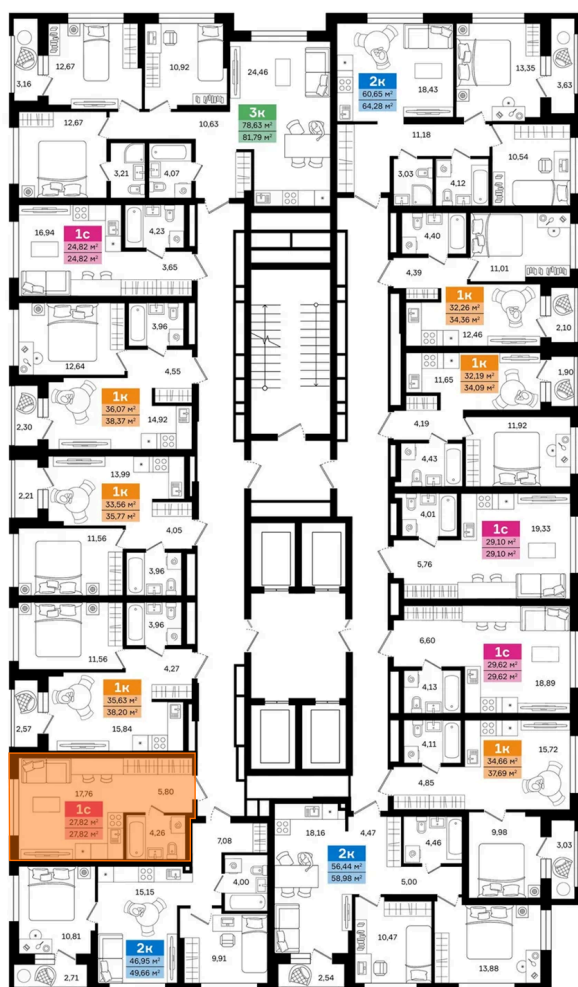 3,16
12,67
10,92
24,46
3к
78,63 м²
81,79 м²
12,67
10,63
3,21
4,07
2к
60,65 м²
64,28 м²
18,43
13,35
3,63
11,18
10,54
3,03
4,12
16,94
1с
24,82 м²
24,82 м²
4,23
3,65
4,40
11,01
4,39
1к
32,26 м²
34,36 м²
12,46
2,10
12,64
3,96
4,55
1к
36,07 м²
38,37 м²
14,92
2,30
11,65
1к
32,19 м²
34,09 м²
1,90
4,19
11,92
4,43
2,21
13,99
1к
33,56 м²
35,77 м²
4,05
11,56
3,96
4,01
1с
29,10 м²
29,10 м²
19,33
5,76
11,56
3,96
4,27
1к
35,63 м²
38,20 м²
15,84
2,57
6,60
1с
29,62 м²
29,62 м²
4,13
18,89
17,76
5,80
1с
27,82 м²
27,82 м²
4,26
4,11
1к
34,66 м²
37,69 м²
15,72
4,85
9,98
3,03
7,08
4,00
15,15
10,81
2к
46,95 м²
49,66 м²
2,71
9,91
18,16
4,47
4,46
2к
56,44 м²
58,98 м²
5,00
10,47
2,54
13,88